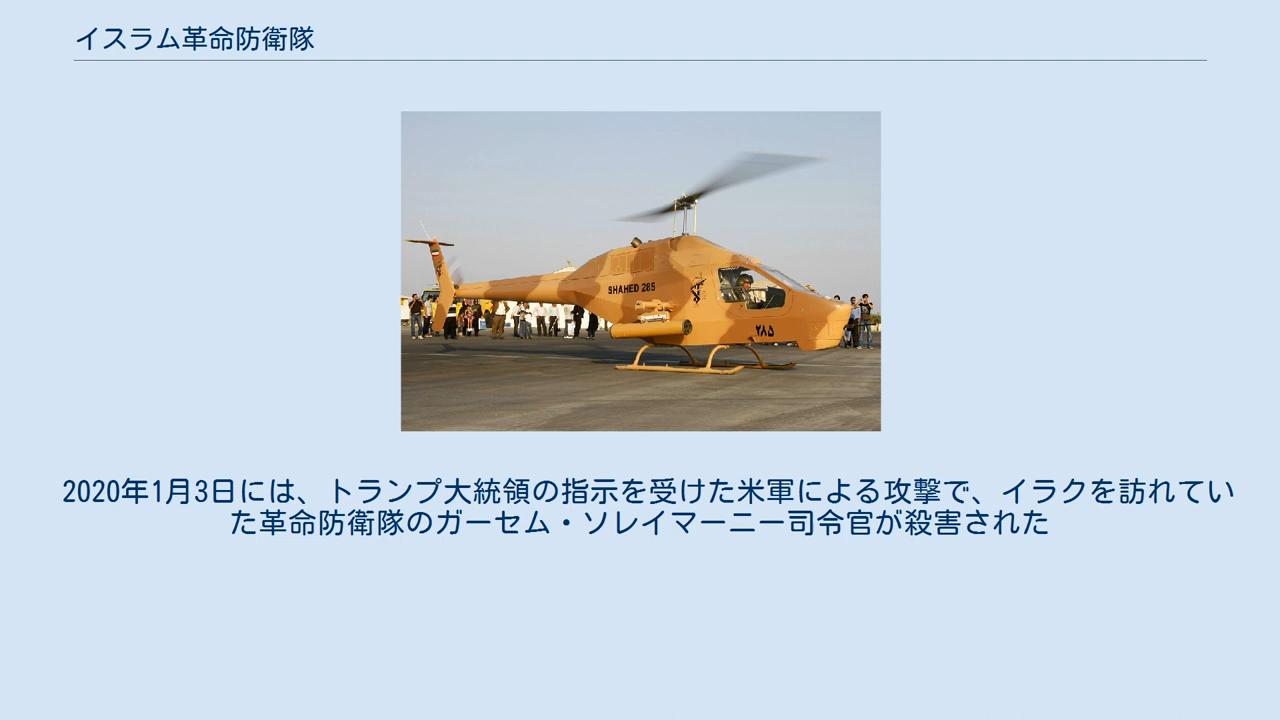 イスラム革命防衛隊
SHAHED 285
۲۸۵
2020年1月3日には、トランプ大統領の指示を受けた米軍による攻撃で、イラクを訪れてい
た革命防衛隊のガーセム・ソレイマーニー司令官が殺害された